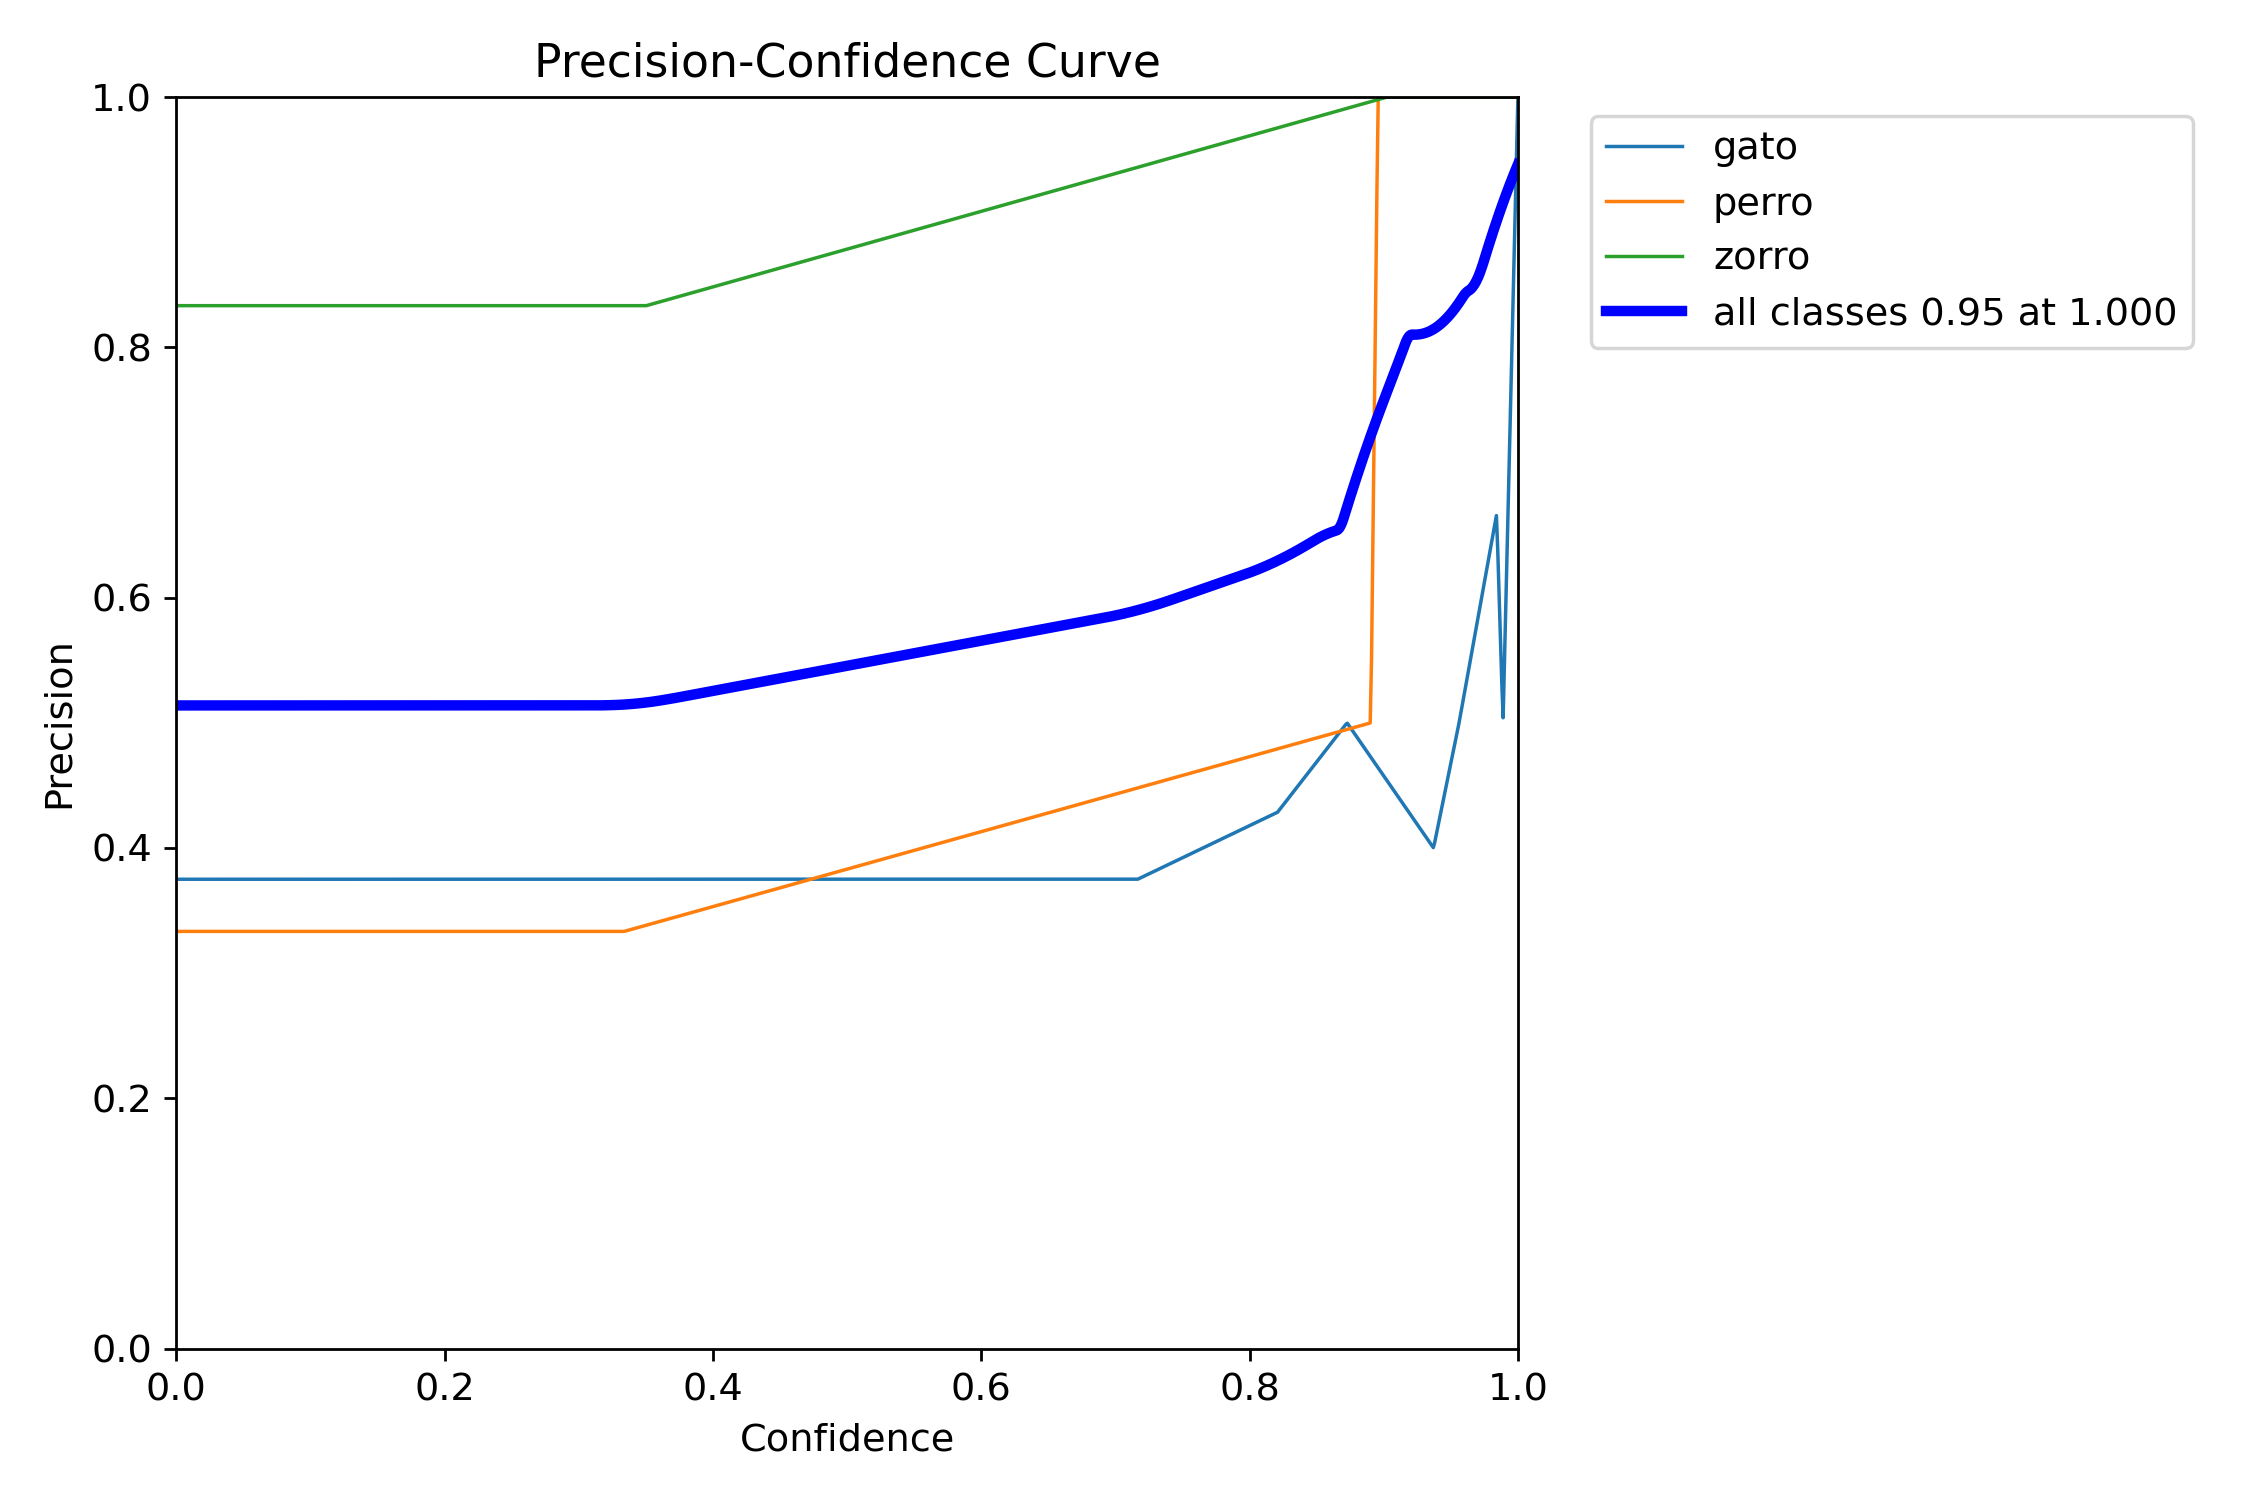 Precision-Confidence Curve
1.0
0.8
0.6
0.4
0.2
0.0
Precision
0.0 0.2 0.4 0.6 0.8 1.0
Confidence
gato
perro
zorro
all classes 0.95 at 1.000